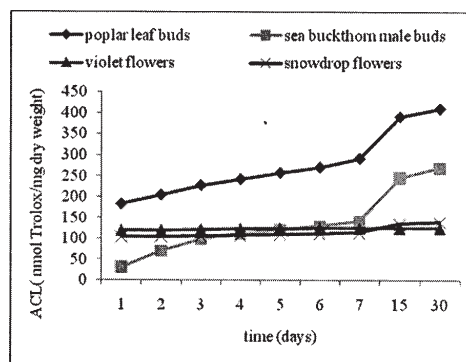 poplar leaf buds sea buckthorn male buds
violet flowers snowdrop flowers
450
400
350
300
250
200
150
100
50
0
ACL( nmol Trolox/mg dry weight)
1 2 3 4 5 6 7 15 30
time (days)